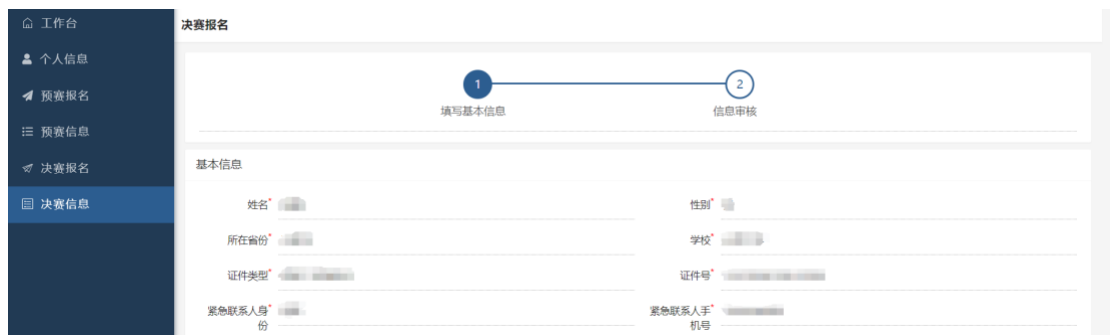 工作台
个人信息
预赛报名
预赛信息
决赛报名
决赛信息
决赛报名
1
2
填写基本信息
信息审核
基本信息
姓名*
性别*
所在省份*
学校*
证件类型*
证件号*
紧急联系人身*
份
紧急联系人手*
机号